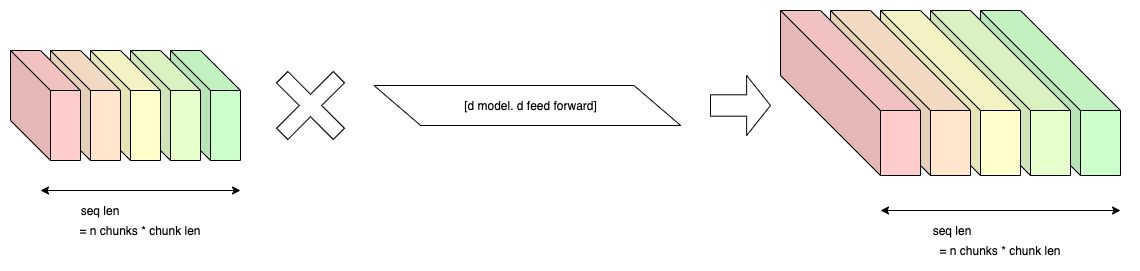 [d model. d feed forward]
seq len
= n chunks * chunk len
seq len
= n chunks * chunk len